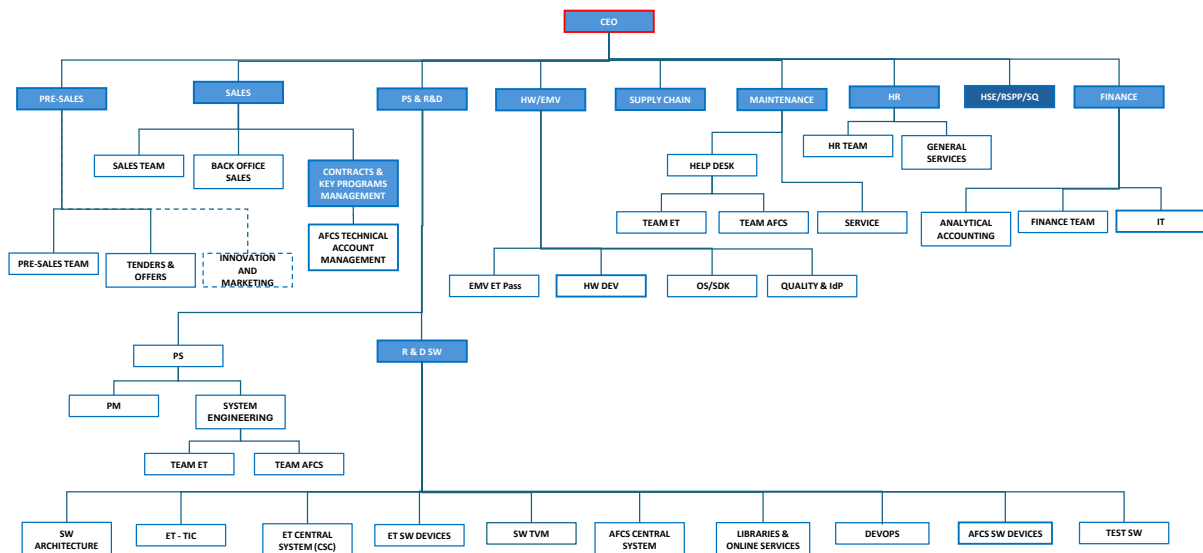 CEO
PRE-SALES
SALES
PS & R&D
HW/EMV
SUPPLY CHAIN
MAINTENANCE
HR
HSE/RSPP/SQ
FINANCE
SALES TEAM
BACK OFFICE
SALES
CONTRACTS &
KEY PROGRAMS
MANAGEMENT
HELP DESK
HR TEAM
GENERAL
SERVICES
PRE-SALES TEAM
TENDERS &
OFFERS
INNOVATION
AND
MARKETING
AFCS TECHNICAL
ACCOUNT
MANAGEMENT
TEAM ET
TEAM AFCS
SERVICE
ANALYTICAL
ACCOUNTING
FINANCE TEAM
IT
EMV ET Pass
HW DEV
OS/SDK
QUALITY & IdP
PS
R & D SW
PM
SYSTEM
ENGINEERING
TEAM ET
TEAM AFCS
SW
ARCHITECTURE
ET - TIC
ET CENTRAL
SYSTEM (CSC)
ET SW DEVICES
SW TVM
AFCS CENTRAL
SYSTEM
LIBRARIES &
ONLINE SERVICES
DEVOPS
AFCS SW DEVICES
TEST SW